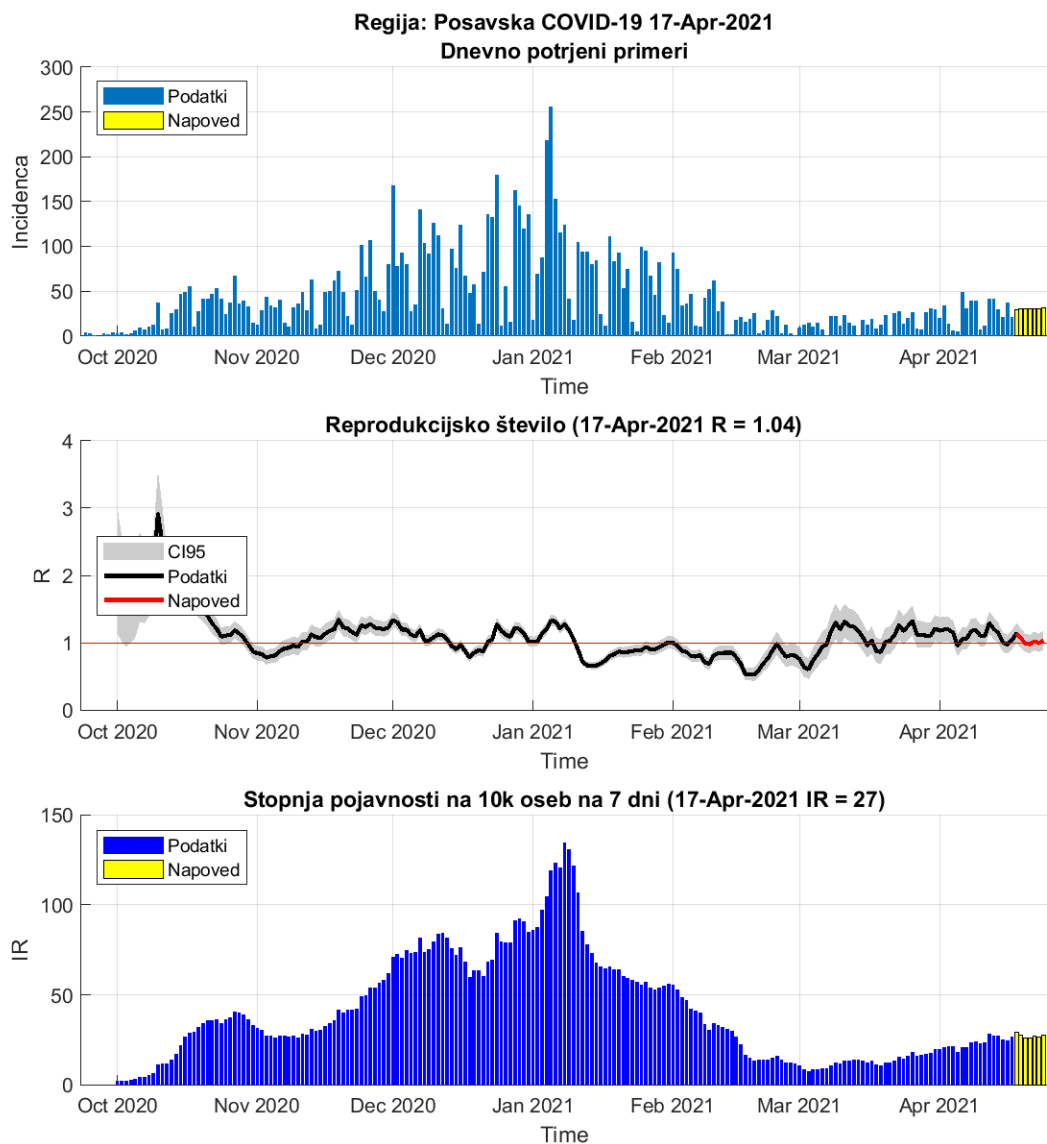 Regija: Posavska COVID-19 17-Apr-2021
Dnevno potrjeni primeri
300
250
200
150
100
50
0
Incidenca
Podatki
Napoved
Oct 2020 Nov 2020 Dec 2020 Jan 2021 Feb 2021 Mar 2021 Apr 2021
Time
Reprodukcijsko število (17-Apr-2021 R = 1.04)
4
3
2
1
0
R
CI95
Podatki
Napoved
Oct 2020 Nov 2020 Dec 2020 Jan 2021 Feb 2021 Mar 2021 Apr 2021
Time
Stopnja pojavnosti na 10k oseb na 7 dni (17-Apr-2021 IR = 27)
150
100
50
0
IR
Podatki
Napoved
Oct 2020 Nov 2020 Dec 2020 Jan 2021 Feb 2021 Mar 2021 Apr 2021
Time